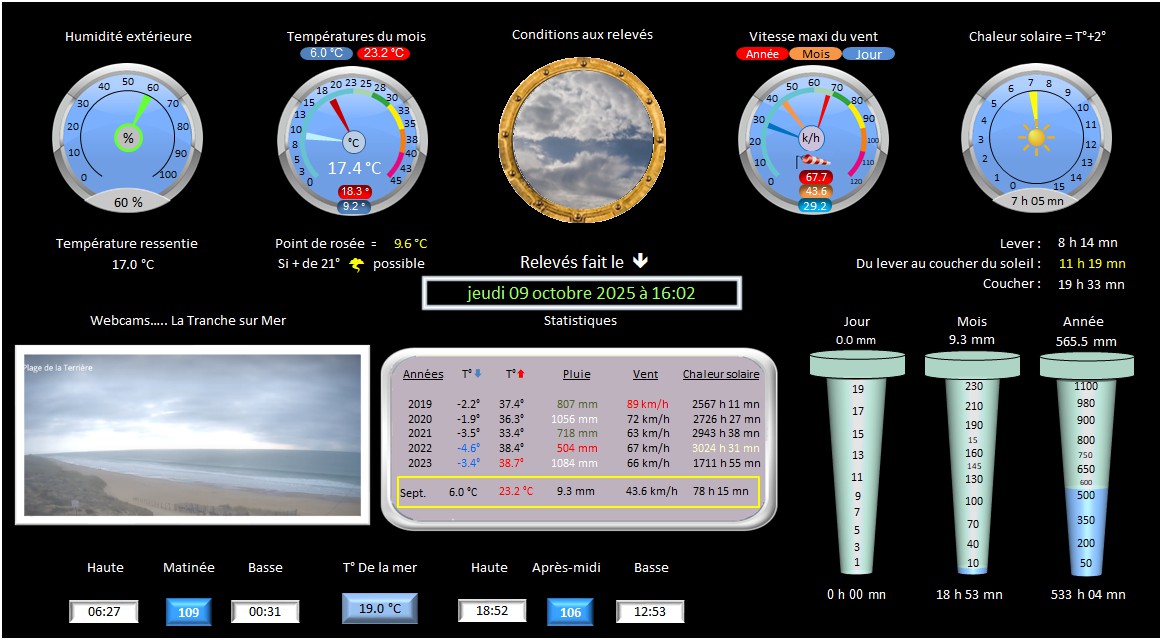 Humidité extérieure
0 10 20 30 40 50 60 70 80 90 100
%
60 %
Températures du mois
6.0 °C 23.2 °C
0 3 5 8 10 13 15 18 20 23 25 28 30 33 35 38 40 43 45
°C
17.4 °C
18.3 °
9.2 °
Conditions aux relevés
Vitesse maxi du vent
Année Mois Jour
0 10 20 30 40 50 60 70 80 90 100 110 120
k/h
67.7
43.6
29.2
Chaleur solaire = T°+2°
0 1 2 3 4 5 6 7 8 9 10 11 12 13 14 15
7 h 05 mn
Température ressentie
17.0 °C
Point de rosée = 9.6 °C
Si + de 21° possible
Relevés fait le
jeudi 09 octobre 2025 à 16:02
Lever : 8 h 14 mn
Du lever au coucher du soleil : 11 h 19 mn
Coucher : 19 h 33 mn
Webcams..... La Tranche sur Mer
Plage de la Terrière
Statistiques
Années T° T° Pluie Vent Chaleur solaire
2019 -2.2° 37.4° 807 mm 89 km/h 2567 h 11 mn
2020 -1.9° 36.3° 1056 mm 72 km/h 2726 h 27 mn
2021 -3.5° 33.4° 718 mm 63 km/h 2943 h 38 mn
2022 -4.6° 38.4° 504 mm 67 km/h 3024 h 31 mn
2023 -3.4° 38.7° 1084 mm 66 km/h 1711 h 55 mn
Sept. 6.0 °C 23.2 °C 9.3 mm 43.6 km/h 78 h 15 mn
Jour
0.0 mm
19
17
15
13
11
9
7
5
3
1
0 h 00 mn
Mois
9.3 mm
230
210
190
15
160
145
130
100
70
40
10
18 h 53 mn
Année
565.5 mm
1100
980
900
800
750
650
600
500
350
200
50
533 h 04 mn
Haute Matinée Basse
06:27 109 00:31
T° De la mer
19.0 °C
Haute Après-midi Basse
18:52 106 12:53